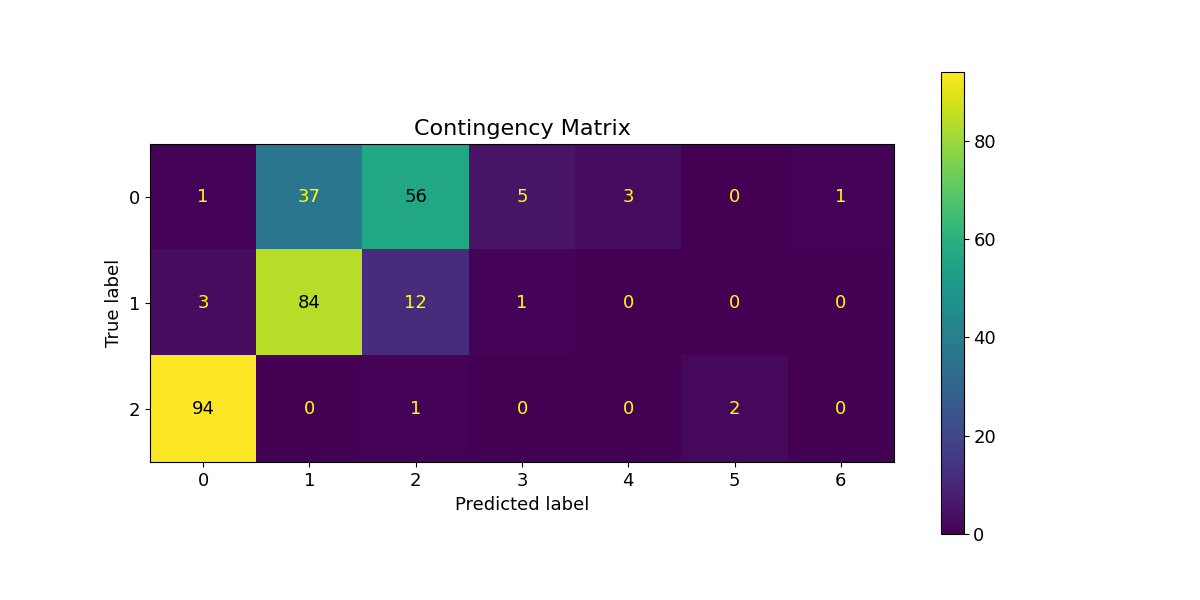 Contingency Matrix
True label
0 1 37 56 5 3 0 1
1 3 84 12 1 0 0 0
2 94 0 1 0 0 2 0
0 1 2 3 4 5 6
Predicted label
80
60
40
20
0